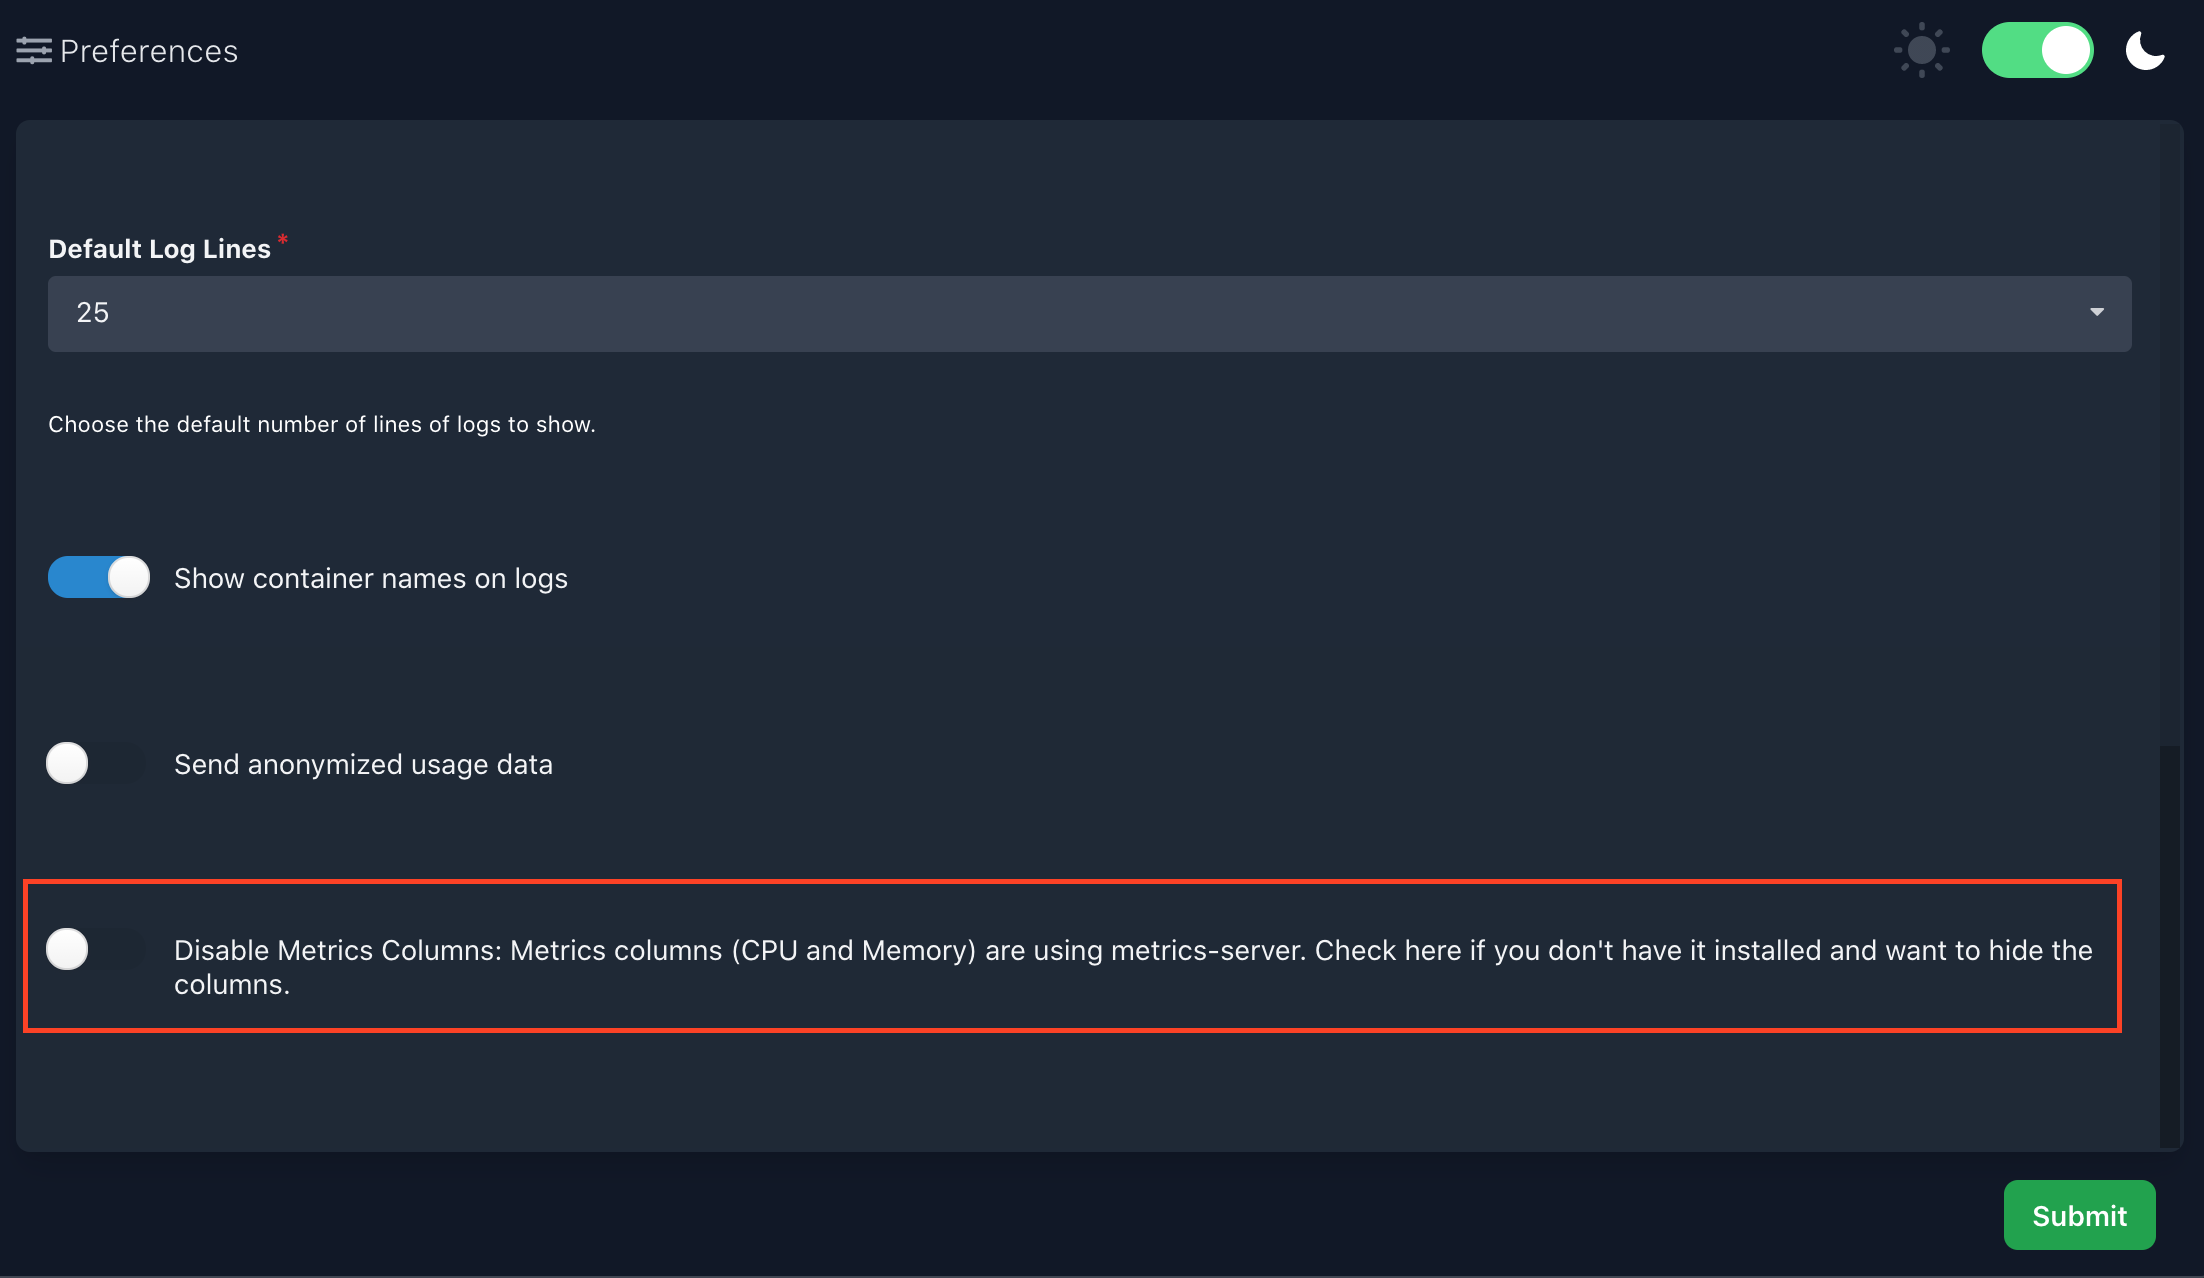 Preferences
Default Log Lines *
25
Choose the default number of lines of logs to show.
Show container names on logs
Send anonymized usage data
Disable Metrics Columns: Metrics columns (CPU and Memory) are using metrics-server. Check here if you don't have it installed and want to hide the
columns.
Submit